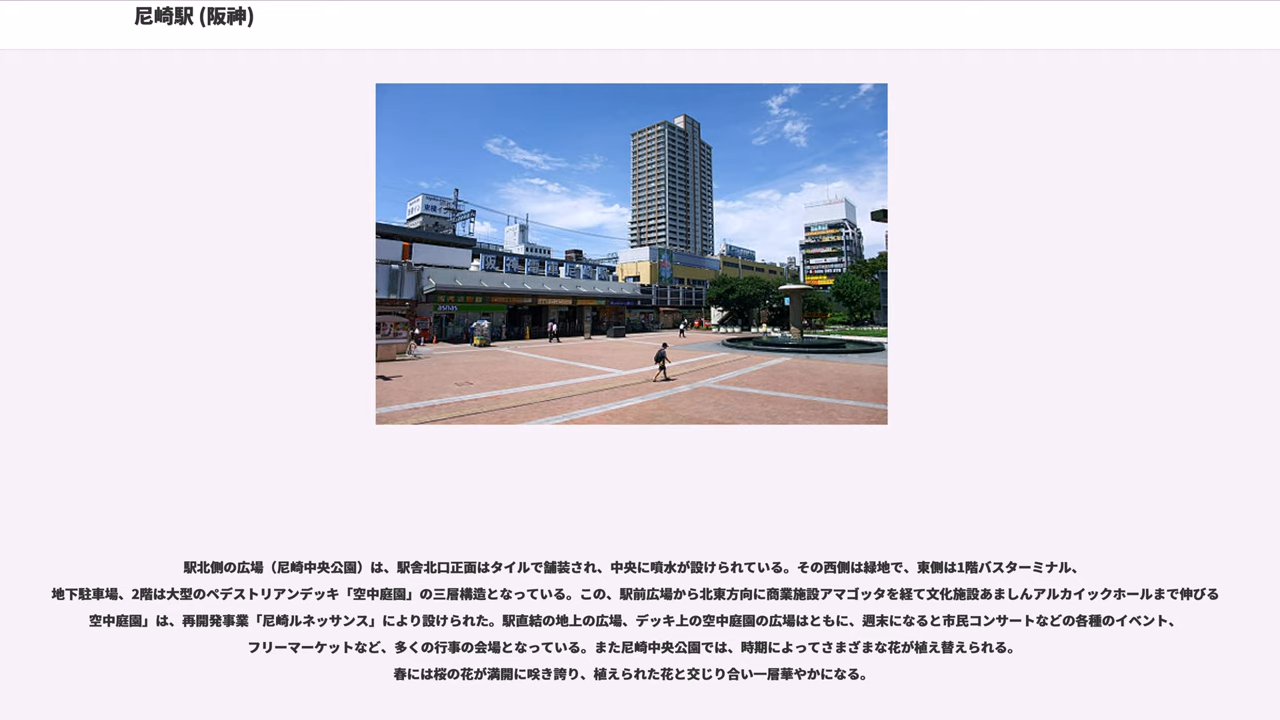 尼崎駅 (阪神)
asnas
駅北側の広場（尼崎中央公園）は、駅舎北口正面はタイルで舗装され、中央に噴水が設けられている。その西側は緑地で、東側は1階バスターミナル、
地下駐車場、2階は大型のペデストリアンデッキ「空中庭園」の三層構造となっている。この、駅前広場から北東方向に商業施設アマゴッタを経て文化施設あましんアルカイックホールまで伸びる
空中庭園」は、再開発事業「尼崎ルネッサンス」により設けられた。駅直結の地上の広場、デッキ上の空中庭園の広場はともに、週末になると市民コンサートなどの各種のイベント、
フリーマーケットなど、多くの行事の会場となっている。また尼崎中央公園では、時期によってさまざまな花が植え替えられる。
春には桜の花が満開に咲き誇り、植えられた花と交じり合い一層華やかになる。